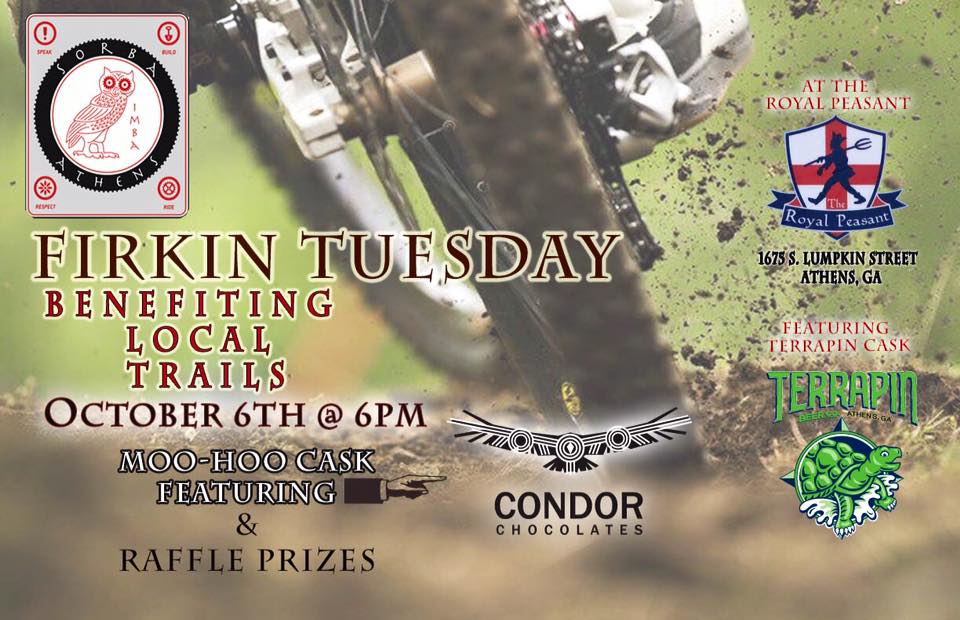 SPEAK
BUILD
SORBA
IMBA
ATHENS
RESPECT
RIDE
AT THE
ROYAL PEASANT
The
Royal Peasant
1675 S. LUMPKIN STREET
ATHENS, GA
FIRKIN TUESDAY
BENEFITING
LOCAL
TRAILS
OCTOBER 6TH @ 6PM
MOO-HOO CASK
FEATURING
&
RAFFLE PRIZES
CONDOR
CHOCOLATES
FEATURING
TERRAPIN CASK
TERRAPIN
BEER CO. ATHENS, GA